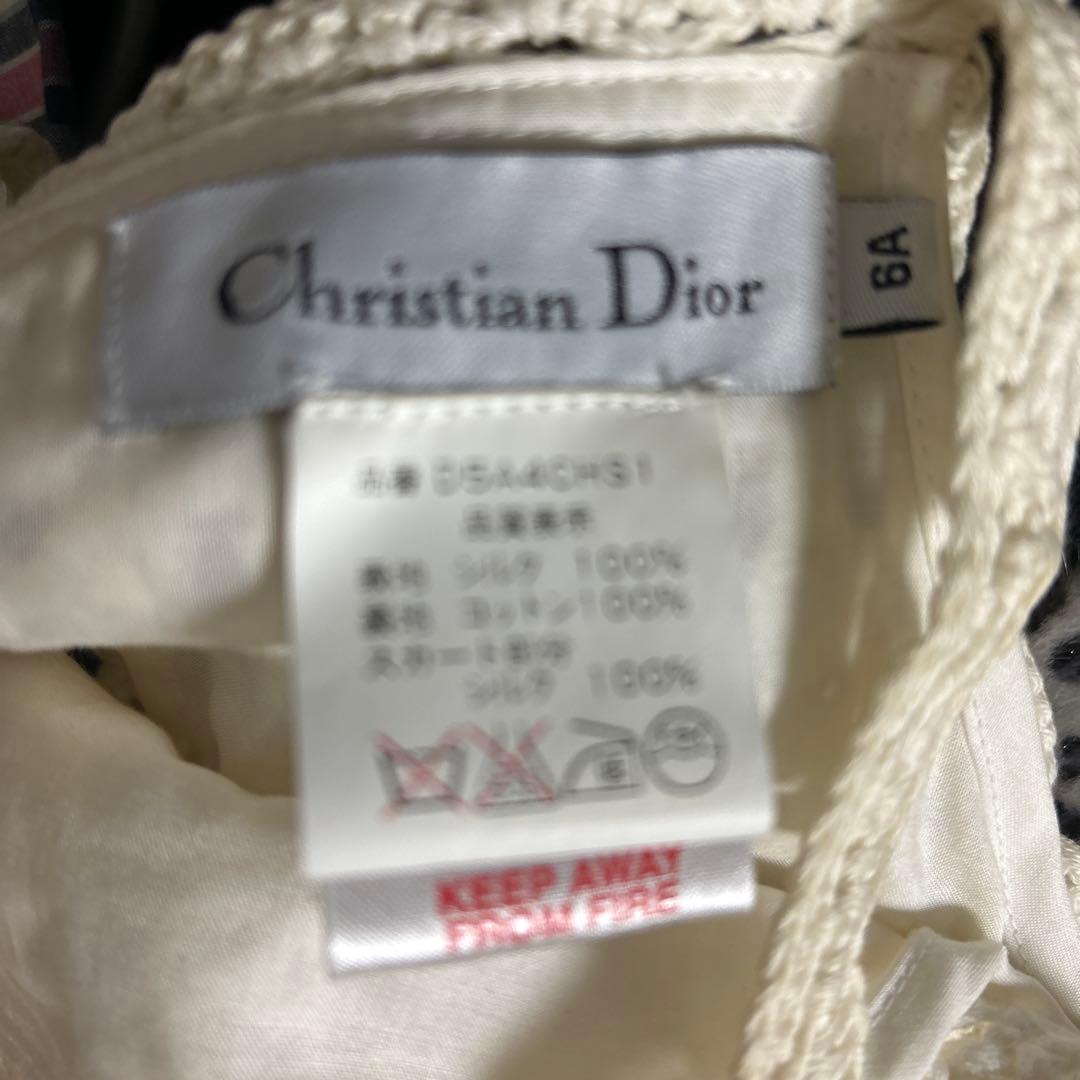 Christian Dior
6A
品番 D5A40HS1
品質表示
表地 シルク 100%
裏地 コットン100%
スカート部分
シルク 100%
KEEP AWAY
FROM FIRE